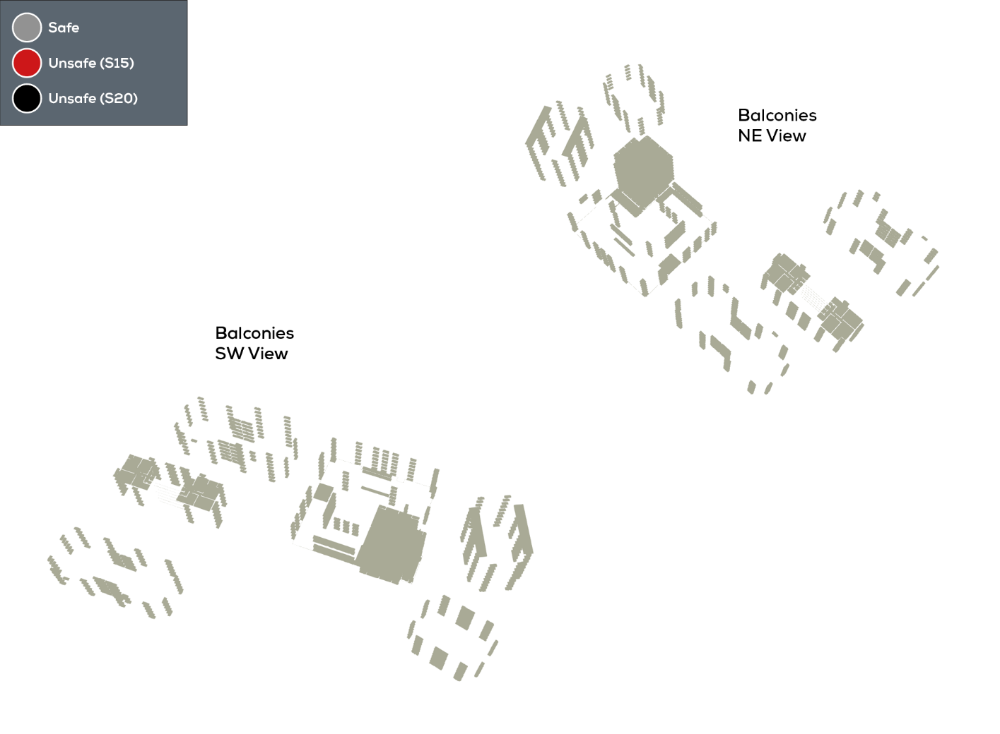 Safe
Unsafe (S15)
Unsafe (S20)
Balconies
NE View
Balconies
SW View